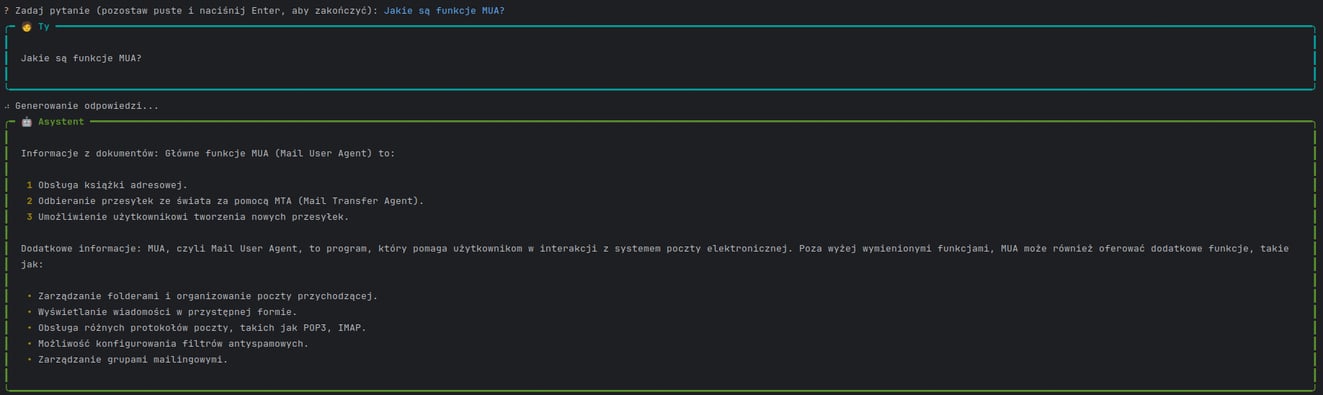 ? Zadaj pytanie (pozostaw puste i naciśnij Enter, aby zakończyć): Jakie są funkcje MUA?
Ty
Jakie są funkcje MUA?
Generowanie odpowiedzi...
Asystent
Informacje z dokumentów: Główne funkcje MUA (Mail User Agent) to:
1 Obsługa książki adresowej.
2 Odbieranie przesyłek ze świata za pomocą MTA (Mail Transfer Agent).
3 Umożliwienie użytkownikowi tworzenia nowych przesyłek.
Dodatkowe informacje: MUA, czyli Mail User Agent, to program, który pomaga użytkownikom w interakcji z systemem poczty elektronicznej. Poza wyżej wymienionymi funkcjami, MUA może również oferować dodatkowe funkcje, takie
jak:
• Zarządzanie folderami i organizowanie poczty przychodzącej.
• Wyświetlanie wiadomości w przystępnej formie.
• Obsługa różnych protokołów poczty, takich jak POP3, IMAP.
• Możliwość konfigurowania filtrów antyspamowych.
• Zarządzanie grupami mailingowymi.